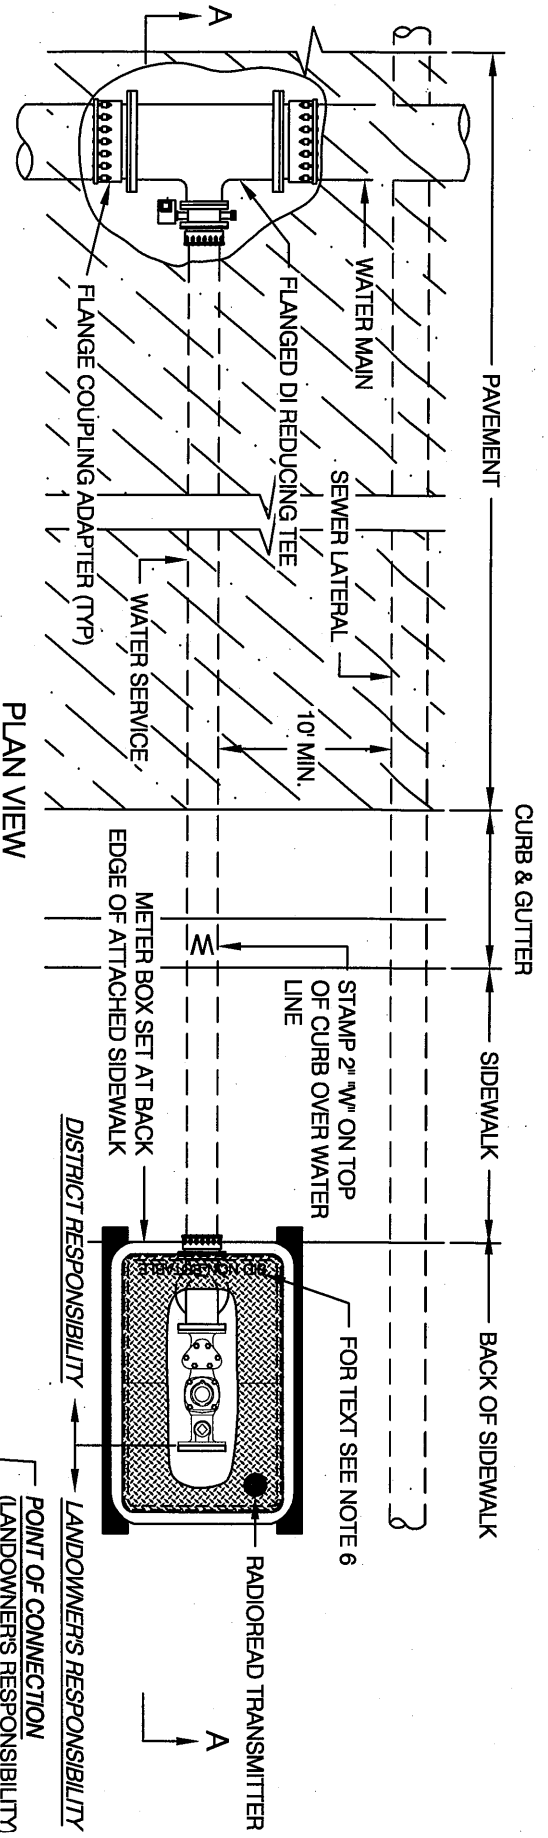 A
PAVEMENT
CURB & GUTTER
SIDEWALK
BACK OF SIDEWALK
WATER MAIN
FLANGED DI REDUCING TEE
FLANGE COUPLING ADAPTER (TYP)
SEWER LATERAL
WATER SERVICE
10' MIN.
W
STAMP 2" "W" ON TOP
OF CURB OVER WATER
LINE
METER BOX SET AT BACK
EDGE OF ATTACHED SIDEWALK
FOR TEXT SEE NOTE 6
RADIOREAD TRANSMITTER
A
DISTRICT RESPONSIBILITY
LANDOWNER'S RESPONSIBILITY
POINT OF CONNECTION
(LANDOWNER'S RESPONSIBILITY)
PLAN VIEW